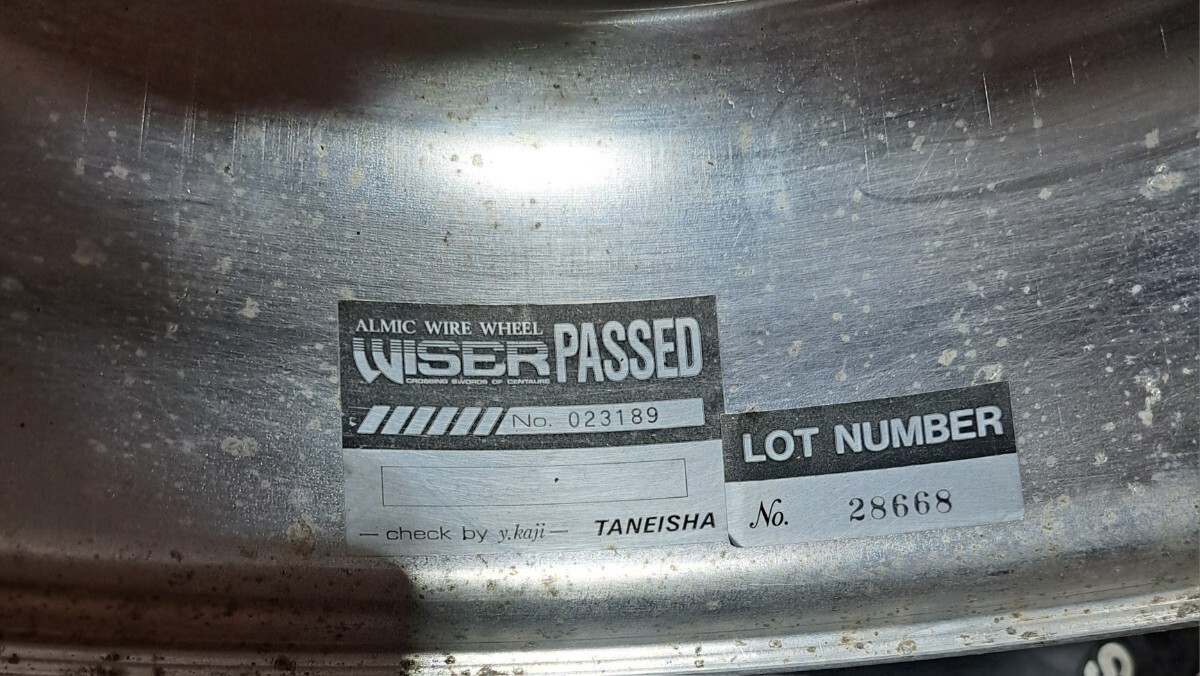 ALMIC WIRE WHEEL
WISER PASSED
CROSSING SWORDS OF CENTAURE
No. 023189
— check by y.kaji — TANEISHA
LOT NUMBER
No. 28668